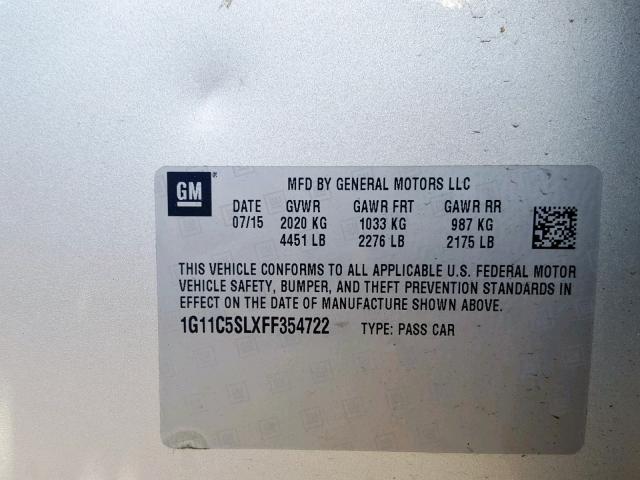 GM ® MFD BY GENERAL MOTORS LLC
DATE GVWR GAWR FRT GAWR RR
07/15 2020 KG 1033 KG 987 KG
4451 LB 2276 LB 2175 LB
THIS VEHICLE CONFORMS TO ALL APPLICABLE U.S. FEDERAL MOTOR
VEHICLE SAFETY, BUMPER, AND THEFT PREVENTION STANDARDS IN
EFFECT ON THE DATE OF MANUFACTURE SHOWN ABOVE.
1G11C5SLXFF354722 TYPE: PASS CAR